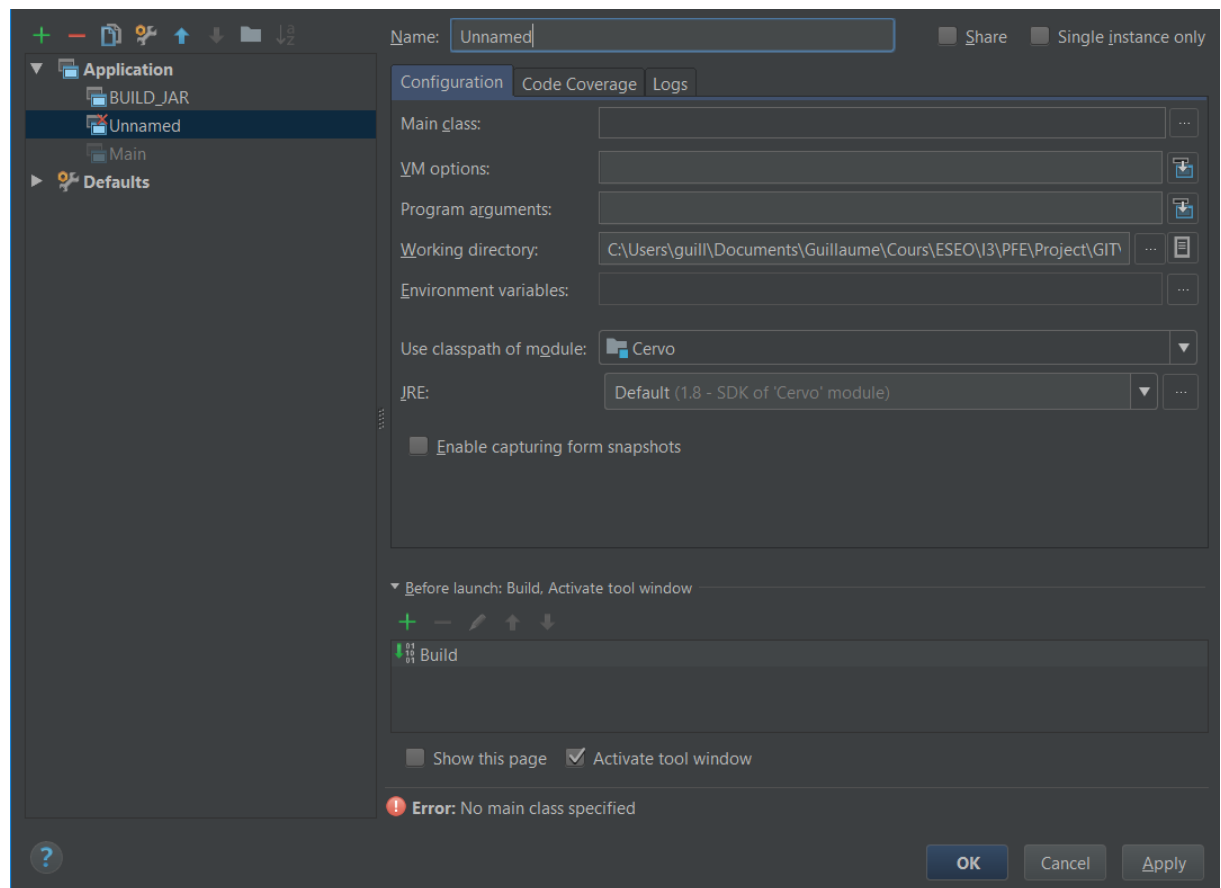 Name: Unnamed Share Single instance only
Application
BUILD_JAR
Unnamed
Main
Defaults
Configuration Code Coverage Logs
Main class: ...
VM options:
Program arguments:
Working directory: C:\Users\guill\Documents\Guillaume\Cours\ESEO\I3\PFE\Project\GIT\ ...
Environment variables: ...
Use classpath of module: Cervo
JRE: Default (1.8 - SDK of 'Cervo' module) ...
Enable capturing form snapshots
Before launch: Build, Activate tool window
Build
Show this page Activate tool window
Error: No main class specified
? OK Cancel Apply